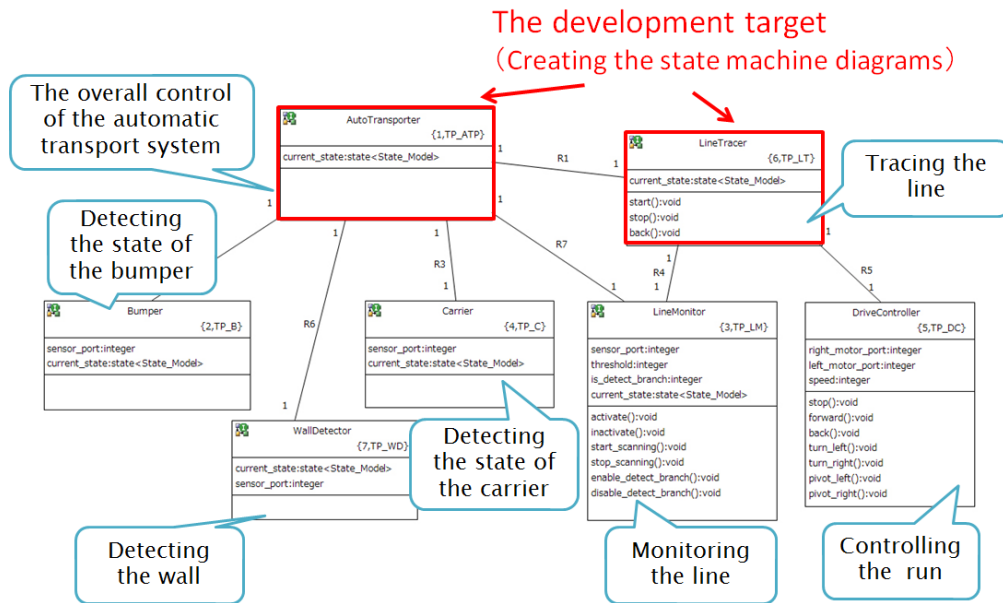 The development target
(Creating the state machine diagrams)
The overall control
of the automatic
transport system
AutoTransporter
{1,TP_ATP}
current_state:state<State_Model>
1
R1
1
LineTracer
{6,TP_LT}
current_state:state<State_Model>
start():void
stop():void
back():void
Tracing the
line
1
1
1
1
Detecting
the state of
the bumper
R6
R3
R7
1
R4
1
R5
1
1
1
1
Bumper
{2,TP_B}
sensor_port:integer
current_state:state<State_Model>
Carrier
{4,TP_C}
sensor_port:integer
current_state:state<State_Model>
LineMonitor
{3,TP_LM}
sensor_port:integer
threshold:integer
is_detect_branch:integer
current_state:state<State_Model>
activate():void
inactivate():void
start_scanning():void
stop_scanning():void
enable_detect_branch():void
disable_detect_branch():void
DriveController
{5,TP_DC}
right_motor_port:integer
left_motor_port:integer
speed:integer
stop():void
forward():void
back():void
turn_left():void
turn_right():void
pivot_left():void
pivot_right():void
1
WallDetector
{7,TP_WD}
current_state:state<State_Model>
sensor_port:integer
Detecting
the state of
the carrier
Detecting
the wall
Monitoring
the line
Controlling
the run